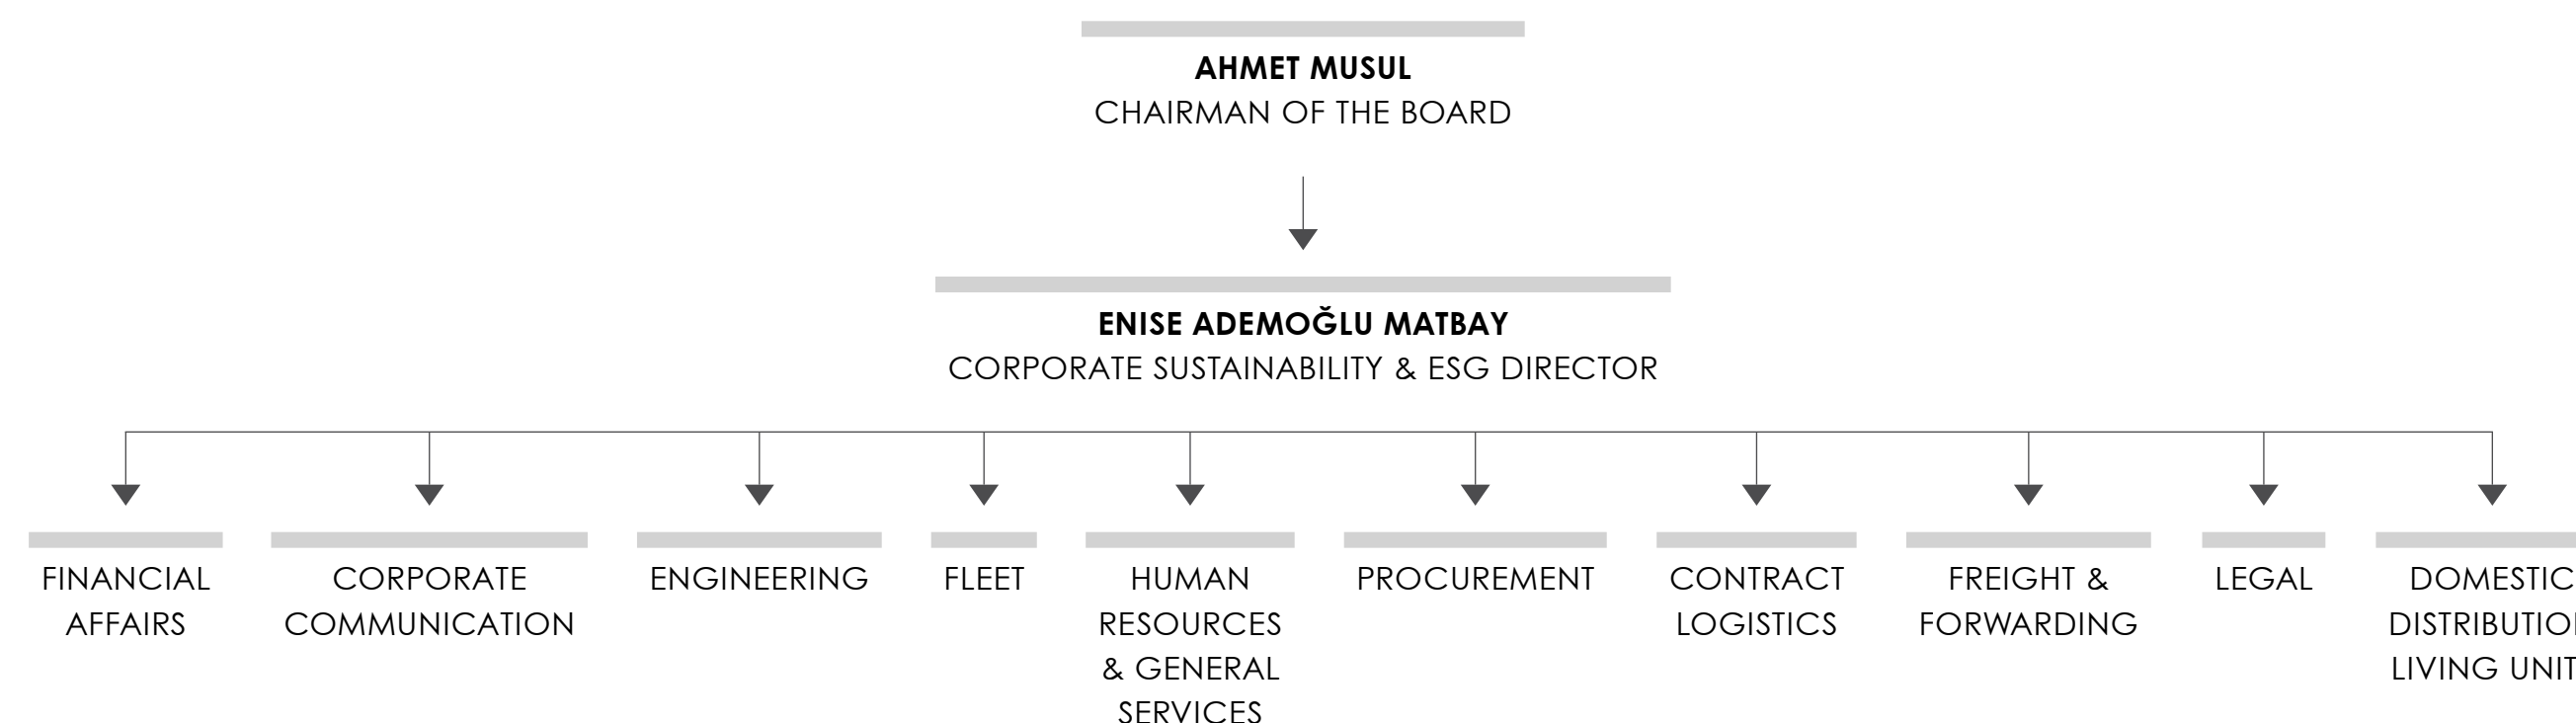 AHMET MUSUL
CHAIRMAN OF THE BOARD
ENISE ADEMOĞLU MATBAY
CORPORATE SUSTAINABILITY & ESG DIRECTOR
FINANCIAL
AFFAIRS
CORPORATE
COMMUNICATION
ENGINEERING
FLEET
HUMAN
RESOURCES
& GENERAL
SERVICES
PROCUREMENT
CONTRACT
LOGISTICS
FREIGHT &
FORWARDING
LEGAL
DOMESTIC
LIVING